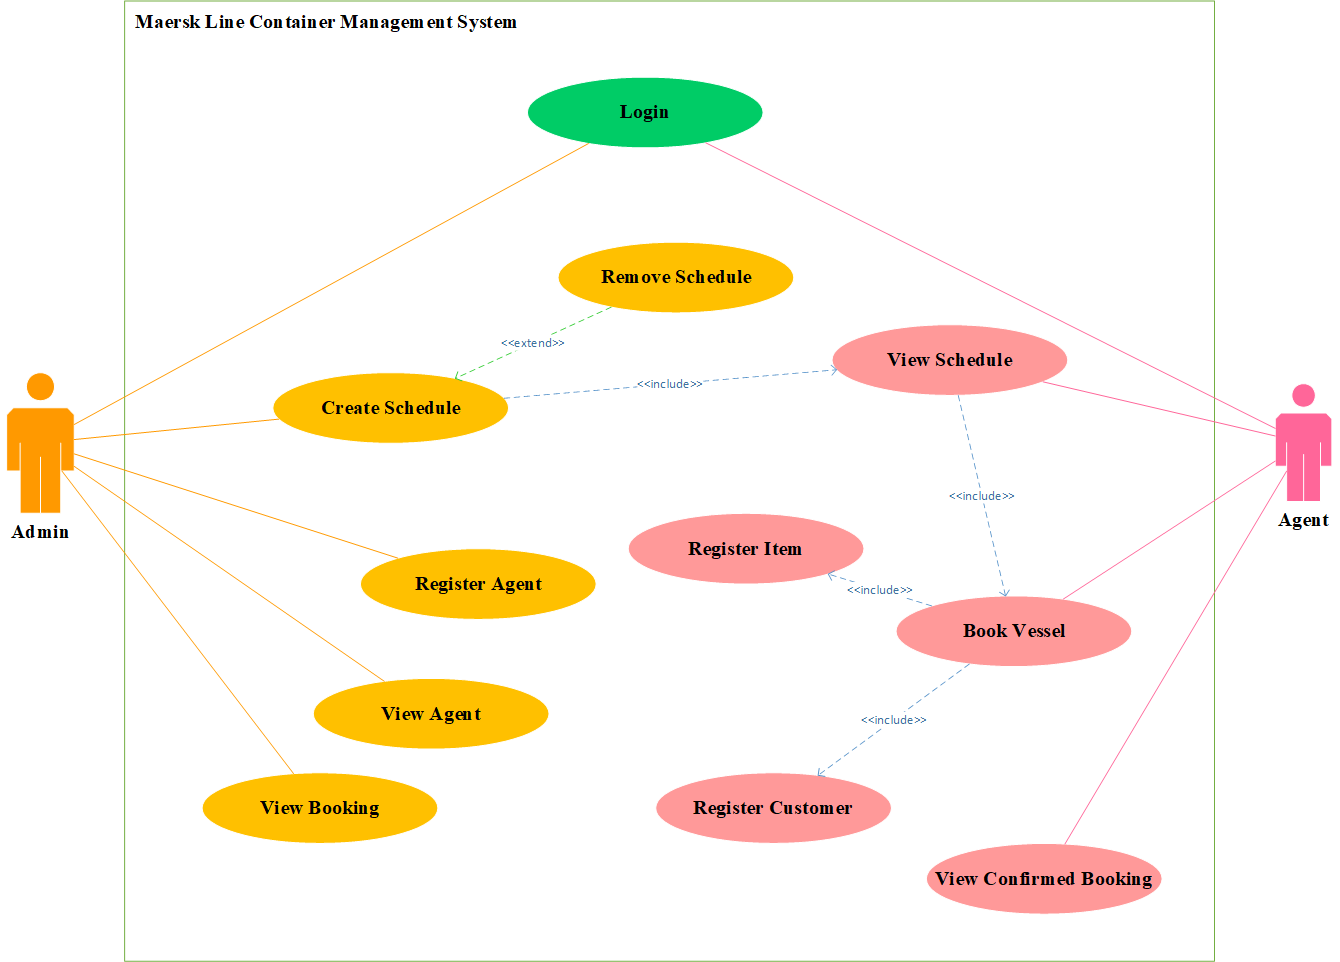 Maersk Line Container Management System
Login
Remove Schedule
<<extend>>
View Schedule
<<include>>
Create Schedule
<<include>>
Admin
Agent
Register Item
Register Agent
<<include>>
Book Vessel
View Agent
<<include>>
View Booking
Register Customer
View Confirmed Booking